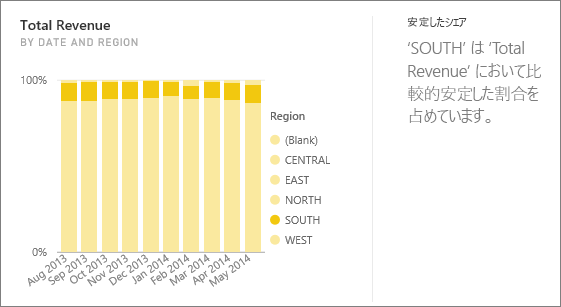 Total Revenue
BY DATE AND REGION
100%
0%
Aug 2013
Sep 2013
Oct 2013
Nov 2013
Dec 2013
Jan 2014
Feb 2014
Mar 2014
Apr 2014
May 2014
Region
(Blank)
CENTRAL
EAST
NORTH
SOUTH
WEST
安定したシェア
'SOUTH' は 'Total
Revenue' において比
較的安定した割合を
占めています。